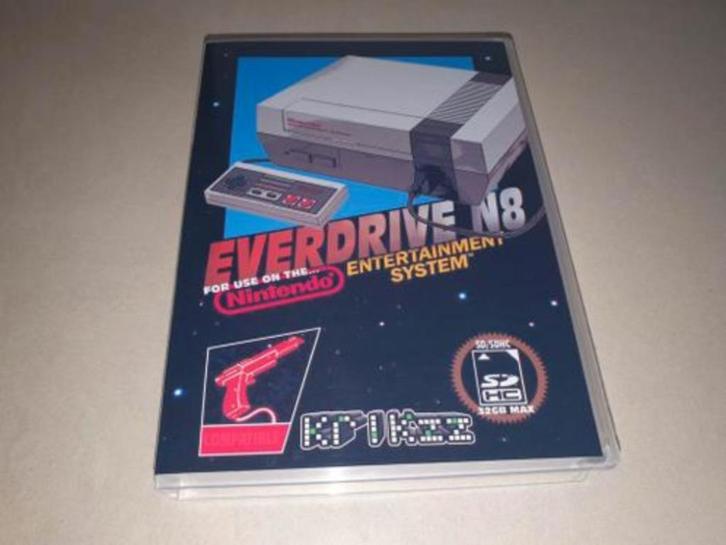 EVERDRIVE N8
FOR USE ON THE...
Nintendo®
ENTERTAINMENT
SYSTEM™
COMPATIBLE
KRIKZZ
SD/SDHC
SD
HC
32GB MAX